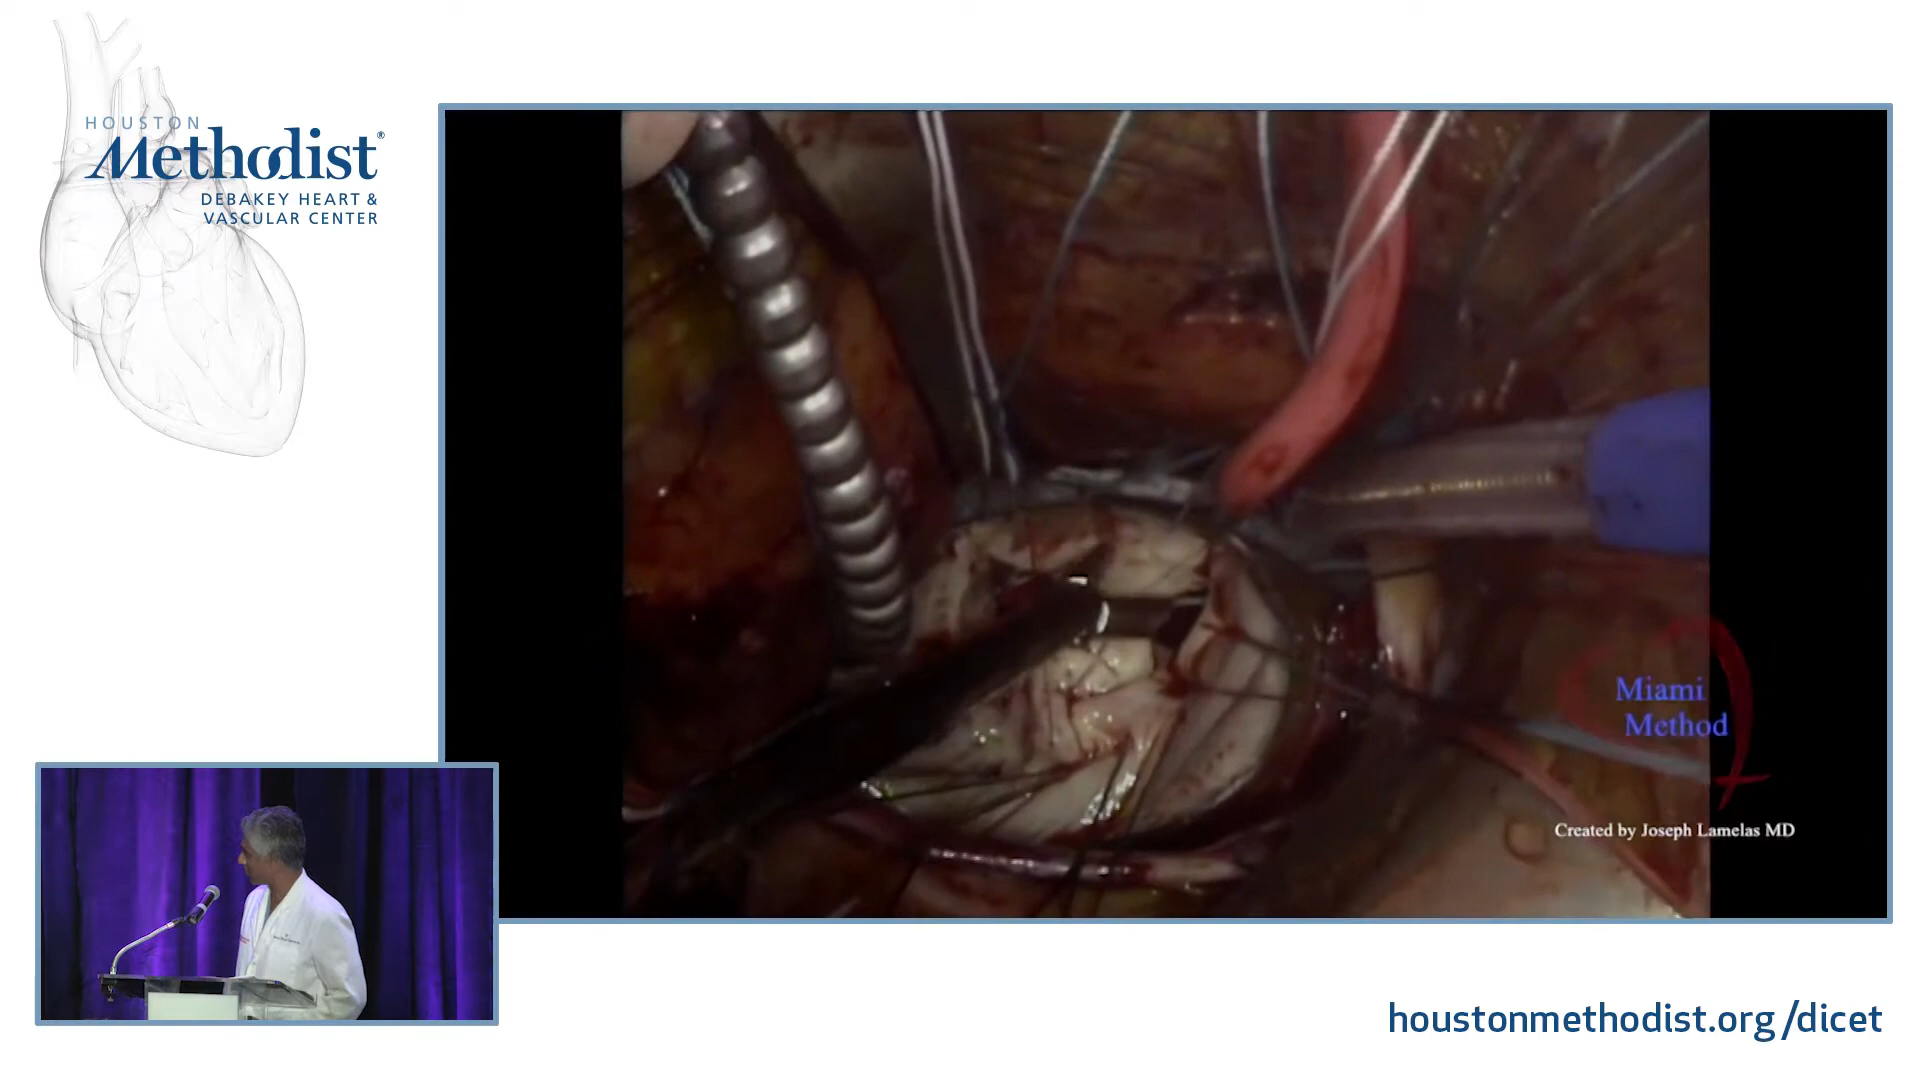 HOUSTON
Methodist®
DEBAKEY HEART &
VASCULAR CENTER
Miami
Method
Created by Joseph Lamelas MD
houstonmethodist.org/dicet